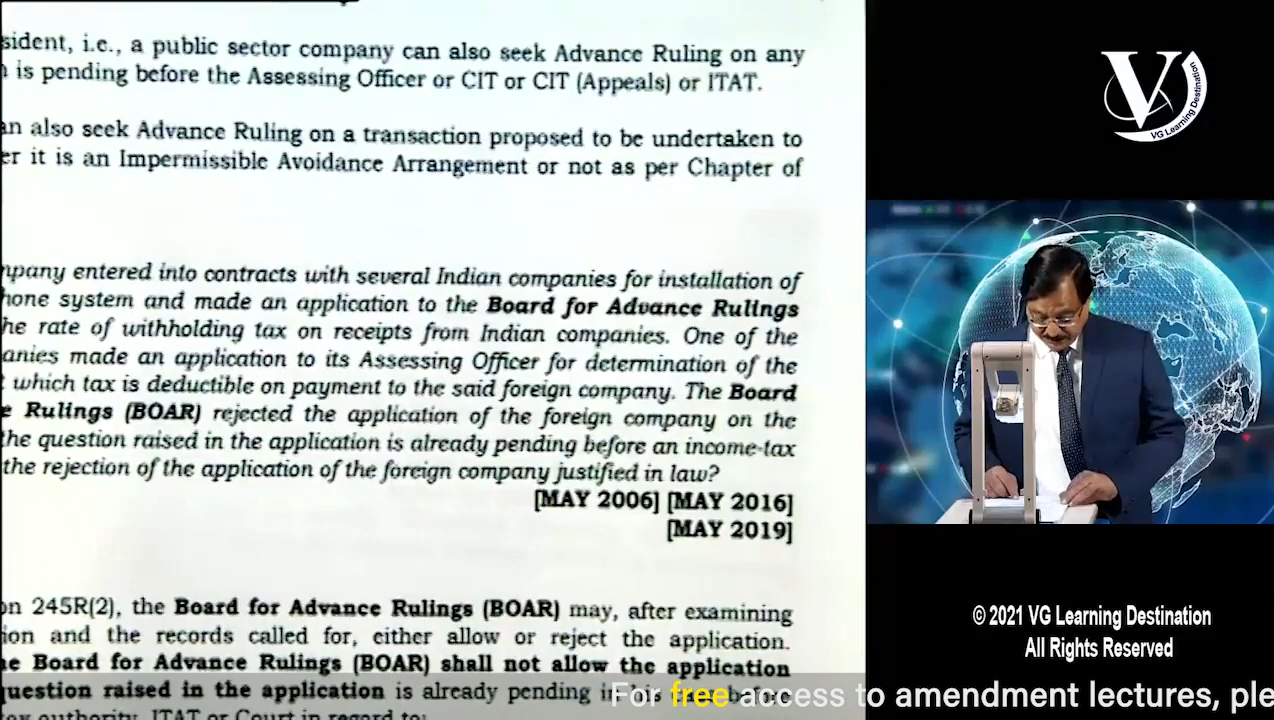 sident, i.e., a public sector company can also seek Advance Ruling on any
is pending before the Assessing Officer or CIT or CIT (Appeals) or ITAT.
an also seek Advance Ruling on a transaction proposed to be undertaken to
er it is an Impermissible Avoidance Arrangement or not as per Chapter of
mpany entered into contracts with several Indian companies for installation of
hone system and made an application to the Board for Advance Rulings
he rate of withholding tax on receipts from Indian companies. One of the
anies made an application to its Assessing Officer for determination of the
which tax is deductible on payment to the said foreign company. The Board
e Rulings (BOAR) rejected the application of the foreign company on the
the question raised in the application is already pending before an income-tax
the rejection of the application of the foreign company justified in law?
[MAY 2006] [MAY 2016]
[MAY 2019]
on 245R(2), the Board for Advance Rulings (BOAR) may, after examining
ion and the records called for, either allow or reject the application.
e Board for Advance Rulings (BOAR) shall not allow the application
question raised in the application is already pending in before
authority, ITAT or Court in regard to:
V
VG Learning Destination
© 2021 VG Learning Destination
All Rights Reserved
For free access to amendment lectures, ple